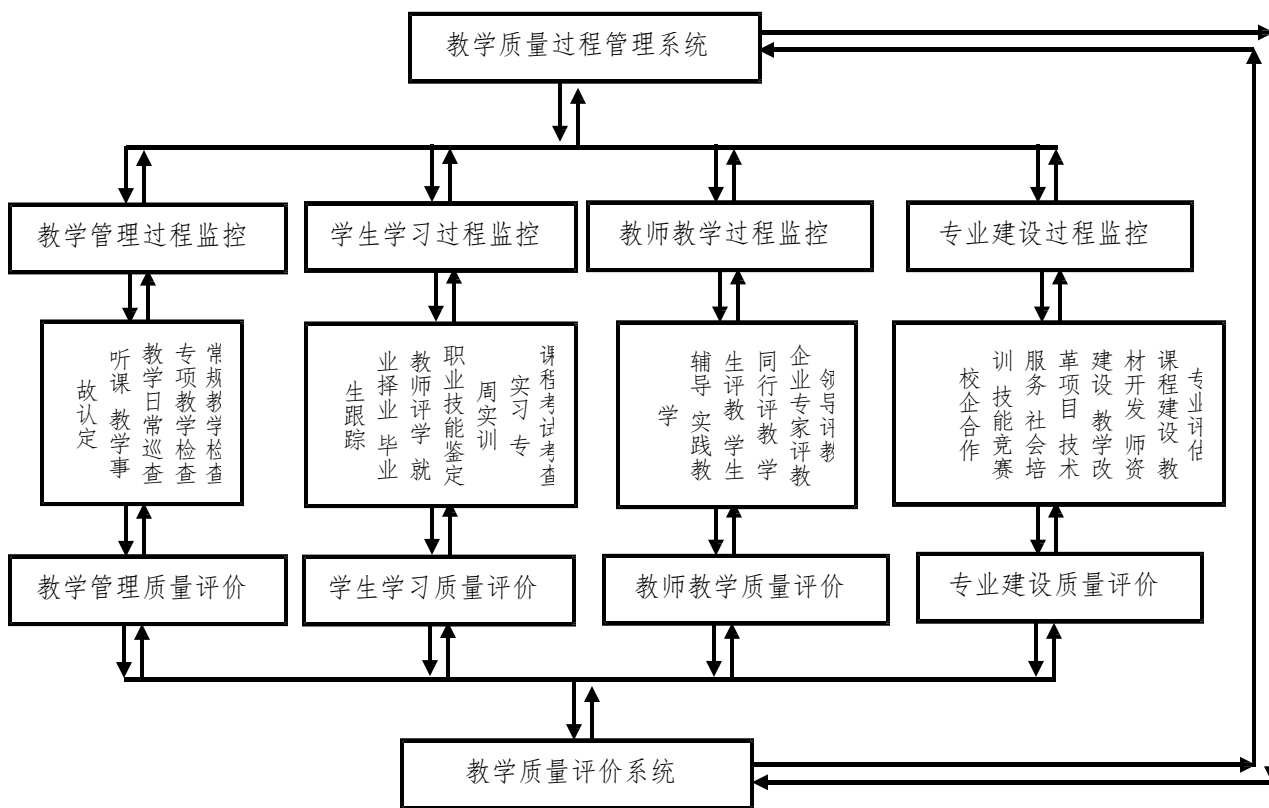 教学质量过程管理系统
教学管理过程监控
学生学习过程监控
教师教学过程监控
专业建设过程监控
常规教学检查
专项教学检查
教学日常巡查
听课 教学事
故认定
课程考试考查
实习 专
周实训
职业技能鉴定
教师评学 就
业择业 毕业
生跟踪
领导评教
企业专家评教
同行评教 学
生评教 学生
辅导 实践教
学
专业评估
课程建设 教
材开发 师资
建设 教学改
革项目 技术
服务 社会培
训 技能竞赛
校企合作
教学管理质量评价
学生学习质量评价
教师教学质量评价
专业建设质量评价
教学质量评价系统